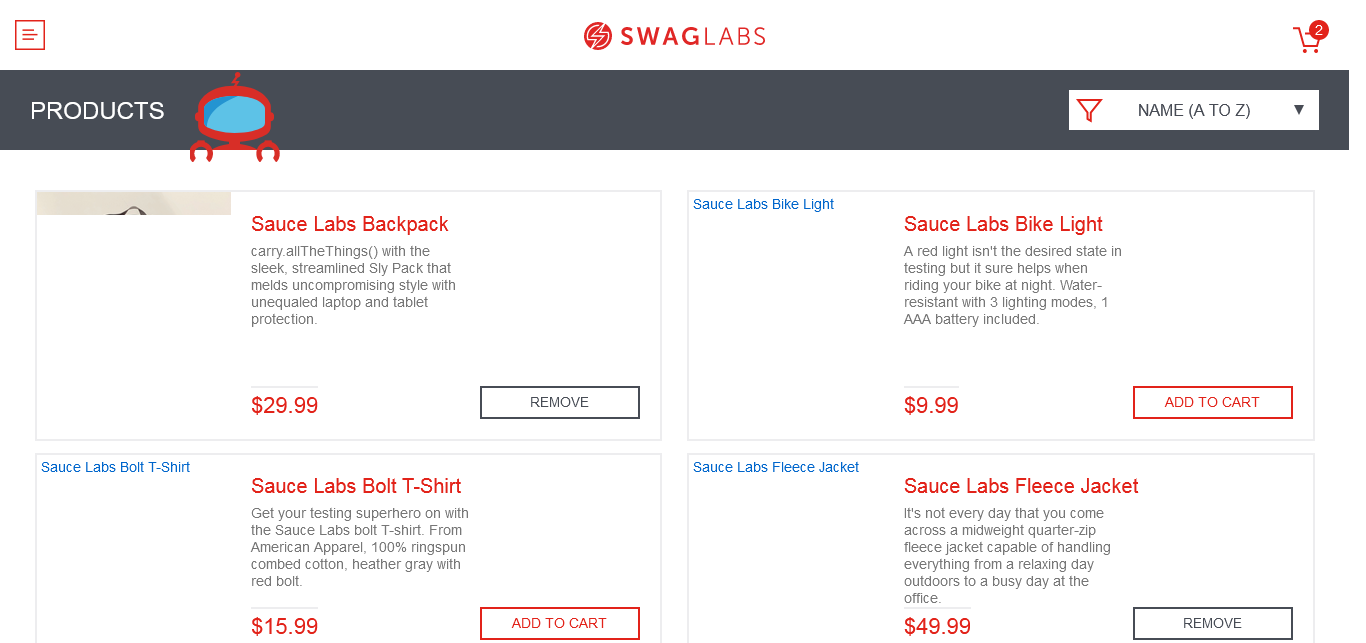 SWAGLABS
2
PRODUCTS
NAME (A TO Z)
Sauce Labs Backpack
carry.allTheThings() with the
sleek, streamlined Sly Pack that
melds uncompromising style with
unequaled laptop and tablet
protection.
$29.99
REMOVE
Sauce Labs Bike Light
Sauce Labs Bike Light
A red light isn't the desired state in
testing but it sure helps when
riding your bike at night. Water-
resistant with 3 lighting modes, 1
AAA battery included.
$9.99
ADD TO CART
Sauce Labs Bolt T-Shirt
Sauce Labs Bolt T-Shirt
Get your testing superhero on with
the Sauce Labs bolt T-shirt. From
American Apparel, 100% ringspun
combed cotton, heather gray with
red bolt.
$15.99
ADD TO CART
Sauce Labs Fleece Jacket
Sauce Labs Fleece Jacket
It's not every day that you come
across a midweight quarter-zip
fleece jacket capable of handling
everything from a relaxing day
outdoors to a busy day at the
office.
$49.99
REMOVE